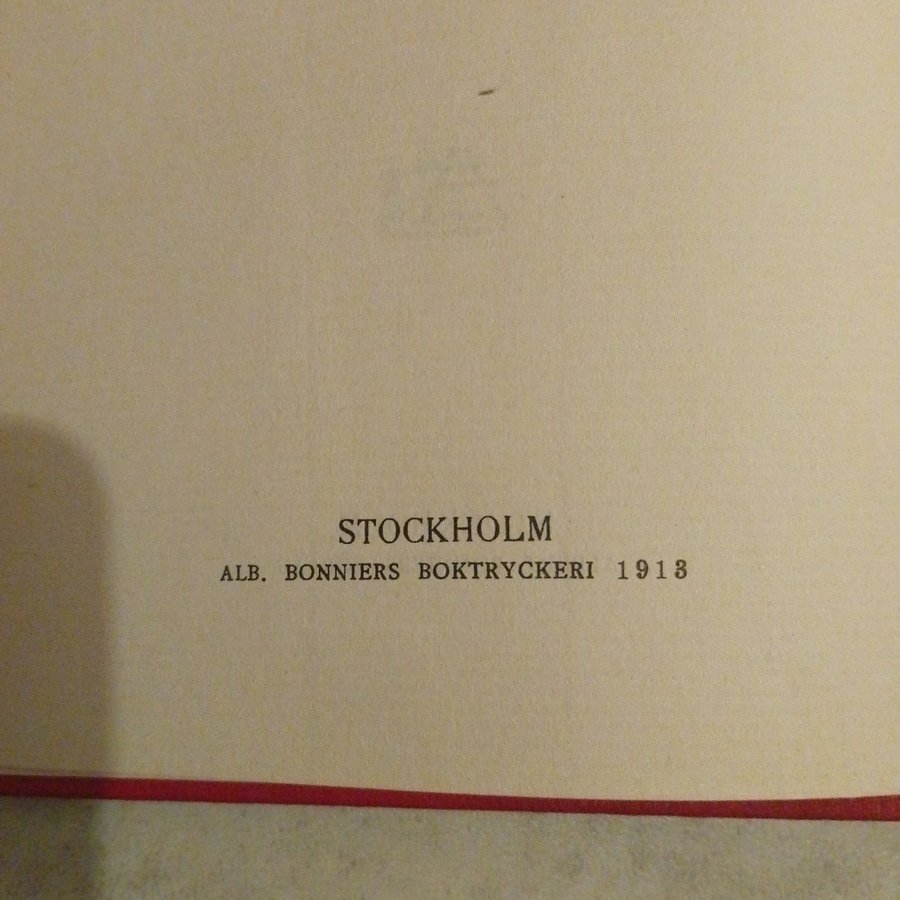 STOCKHOLM
ALB. BONNIERS BOKTRYCKERI 1913